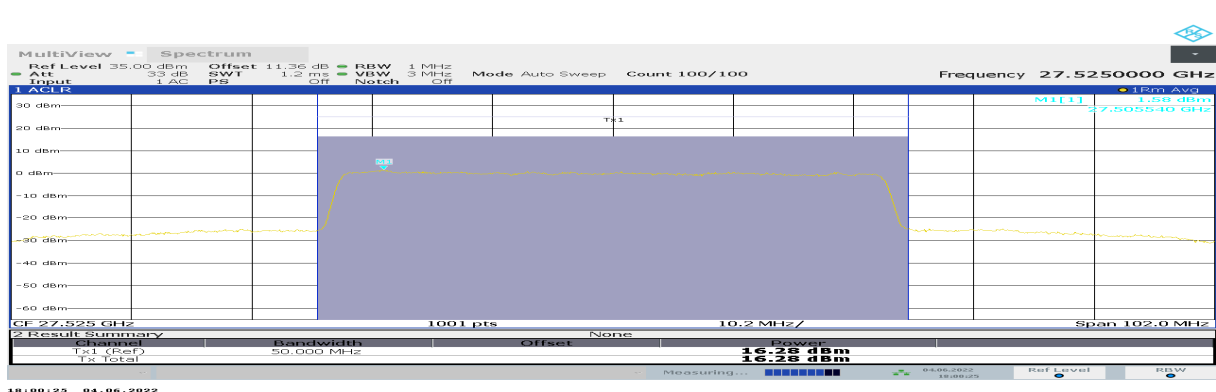 MultiView Spectrum
Ref Level 35.00 dBm Offset 11.36 dB RBW 1 MHz
Att 33 dB SWT 1.2 ms VBW 3 MHz Mode Auto Sweep Count 100/100 Frequency 27.5250000 GHz
Input 1 AC PS Off Notch Off
1 ACLR 1Rm Avg
M1[1] 1.58 dBm
27.505540 GHz
30 dBm
Tx1
20 dBm
10 dBm
M1
0 dBm
-10 dBm
-20 dBm
-30 dBm
-40 dBm
-50 dBm
-60 dBm
CF 27.525 GHz 1001 pts 10.2 MHz/ Span 102.0 MHz
2 Result Summary None
Channel Bandwidth Offset Power
Tx1 (Ref) 50.000 MHz 16.28 dBm
Tx Total 16.28 dBm
Measuring... 04.06.2022 Ref Level RBW
18:00:25
18:00:25 04.06.2022